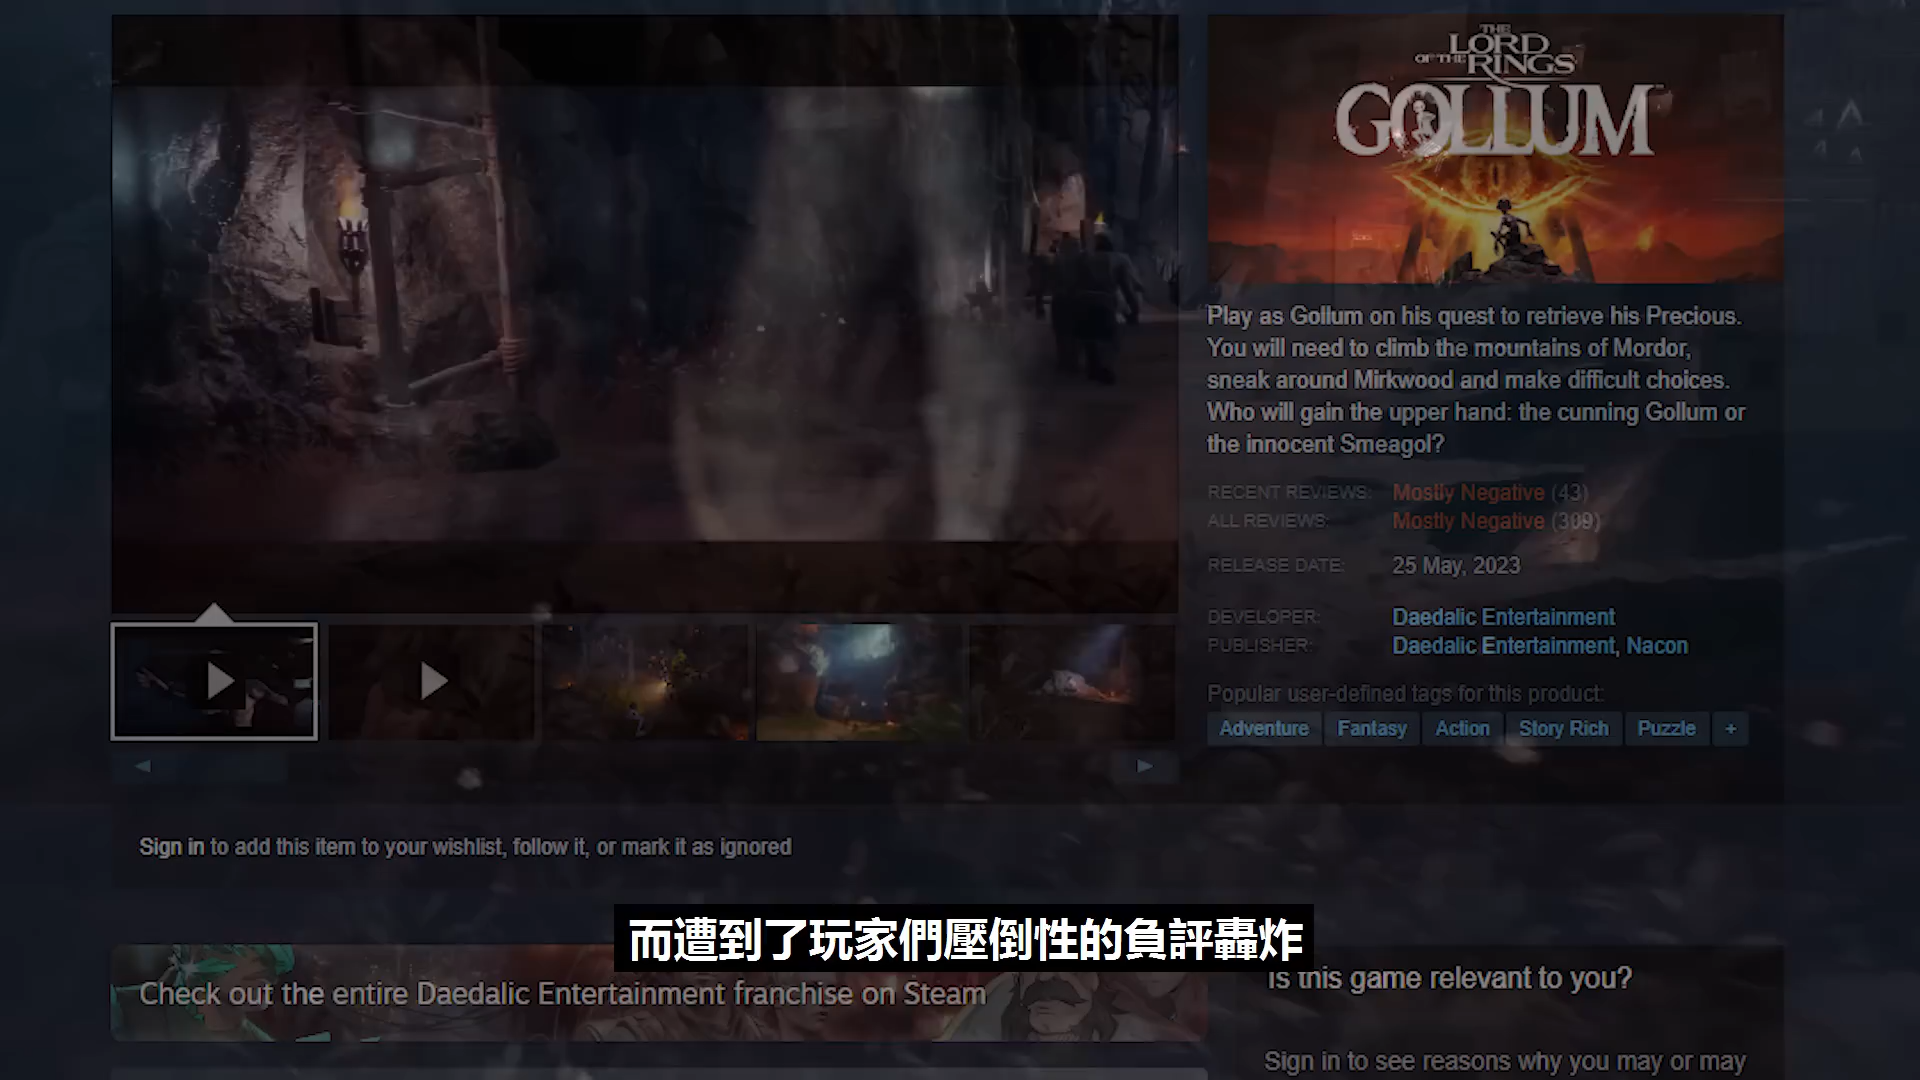 THE
LORD
OF THE RINGS
GOLLUM
Play as Gollum on his quest to retrieve his Precious.
You will need to climb the mountains of Mordor,
sneak around Mirkwood and make difficult choices.
Who will gain the upper hand: the cunning Gollum or
the innocent Smeagol?
RECENT REVIEWS: Mostly Negative (43)
ALL REVIEWS: Mostly Negative (309)
RELEASE DATE: 25 May, 2023
DEVELOPER: Daedalic Entertainment
PUBLISHER: Daedalic Entertainment, Nacon
Popular user-defined tags for this product:
Adventure Fantasy Action Story Rich Puzzle +
Sign in to add this item to your wishlist, follow it, or mark it as ignored
而遭到了玩家們壓倒性的負評轟炸
Check out the entire Daedalic Entertainment franchise on Steam
Is this game relevant to you?
Sign in to see reasons why you may or may